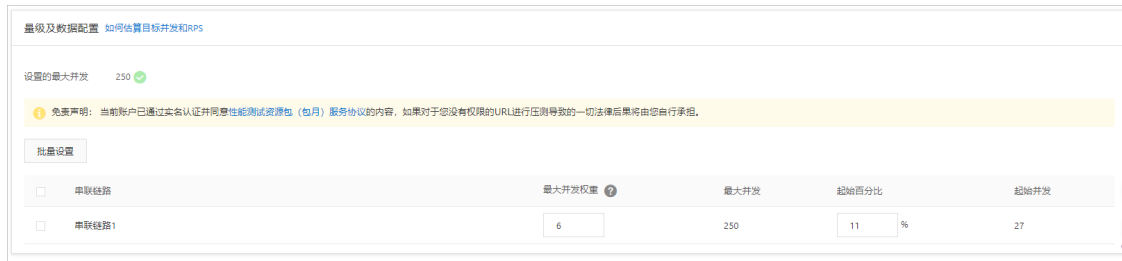 量级及数据配置 如何估算目标并发和RPS
设置的最大并发 250
免责声明： 当前账户已通过实名认证并同意性能测试资源包（包月）服务协议的内容，如果对于您没有权限的URL进行压测导致的一切法律后果将由您自行承担。
批量设置
串联链路 最大并发权重 ? 最大并发 起始百分比 起始并发
串联链路1 6 250 11 % 27